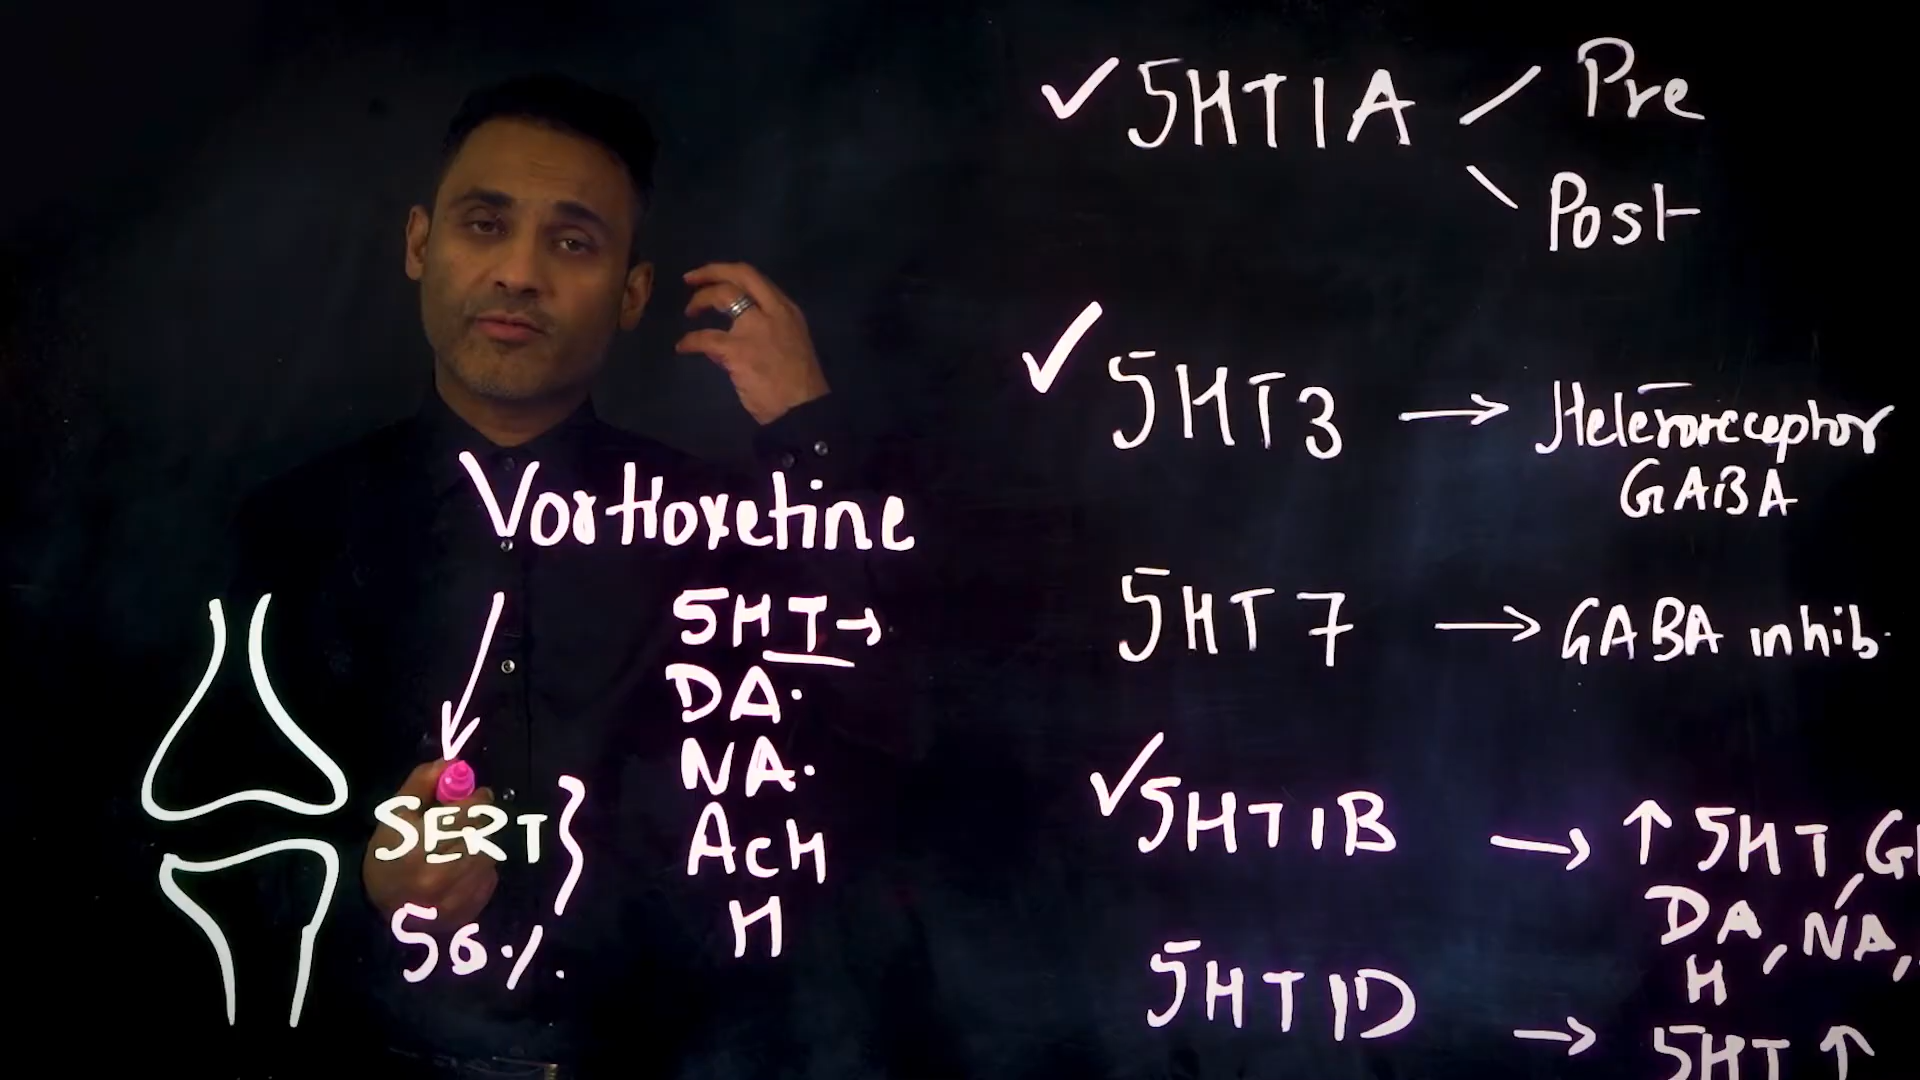 Vortioxetine
SERT
50%.
5HT→
DA.
NA.
AcH
H
✓ 5HT1A
Pre
Post
✓ 5HT3 → Heteroreceptor
GABA
5HT7 → GABA inhib.
✓ 5HT1B → ↑ 5HT,
DA, NA,
H
5HT1D → 5HT ↑